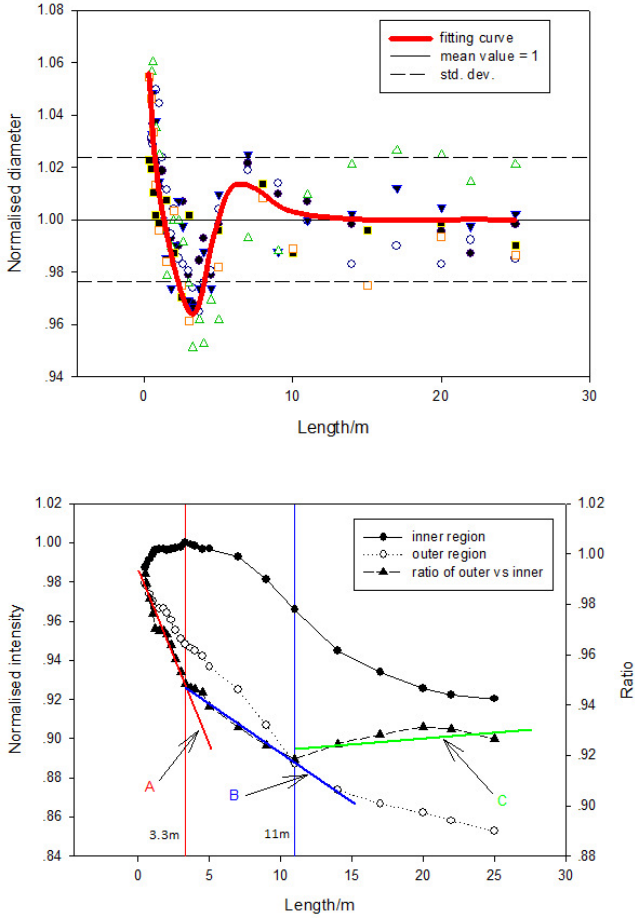 1.08
1.06
1.04
1.02
1.00
.98
.96
.94
Normalised diameter
fitting curve
mean value = 1
std. dev.
0 10 20 30
Length/m
1.02
1.00
.98
.96
.94
.92
.90
.88
.86
.84
Normalised intensity
inner region
outer region
ratio of outer vs inner
A
B
C
3.3m
11m
1.02
1.00
.98
.96
.94
.92
.90
.88
Ratio
0 5 10 15 20 25 30
Length/m